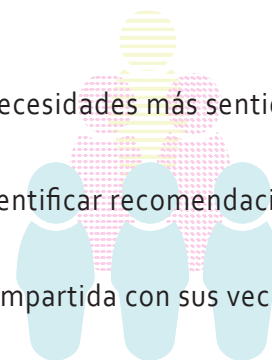 ecesidades más sentid
entificar recomendaci
mpartida con sus vec